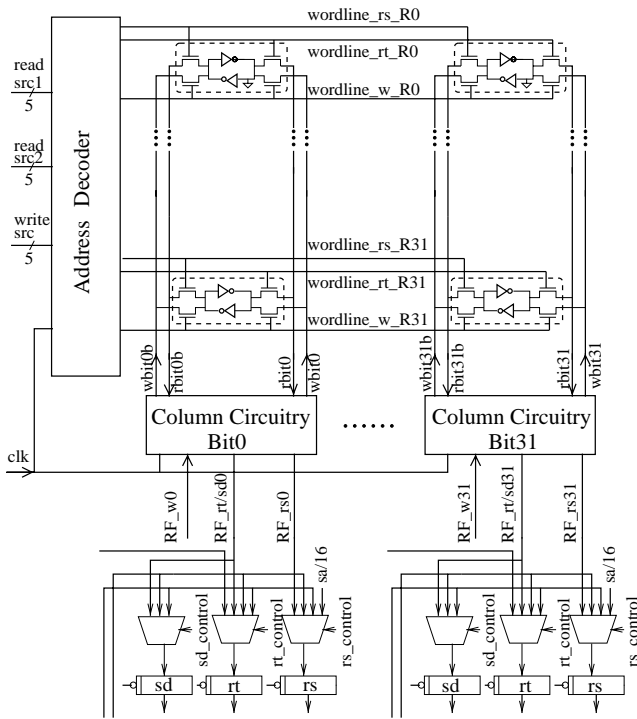 wordline_rs_R0
wordline_rt_R0
wordline_w_R0
read
src1
5
read
src2
5
write
src
5
Address Decoder
wordline_rs_R31
wordline_rt_R31
wordline_w_R31
wbit0b
rbit0b
rbit0
wbit0
wbit31b
rbit31b
rbit31
wbit31
Column Circuitry
Bit0
......
Column Circuitry
Bit31
clk
RF_w0
RF_rt/sd0
RF_rs0
RF_w31
RF_rt/sd31
RF_rs31
sa/16
sa/16
sd_control
rt_control
rs_control
sd_control
rt_control
rs_control
sd
rt
rs
sd
rt
rs